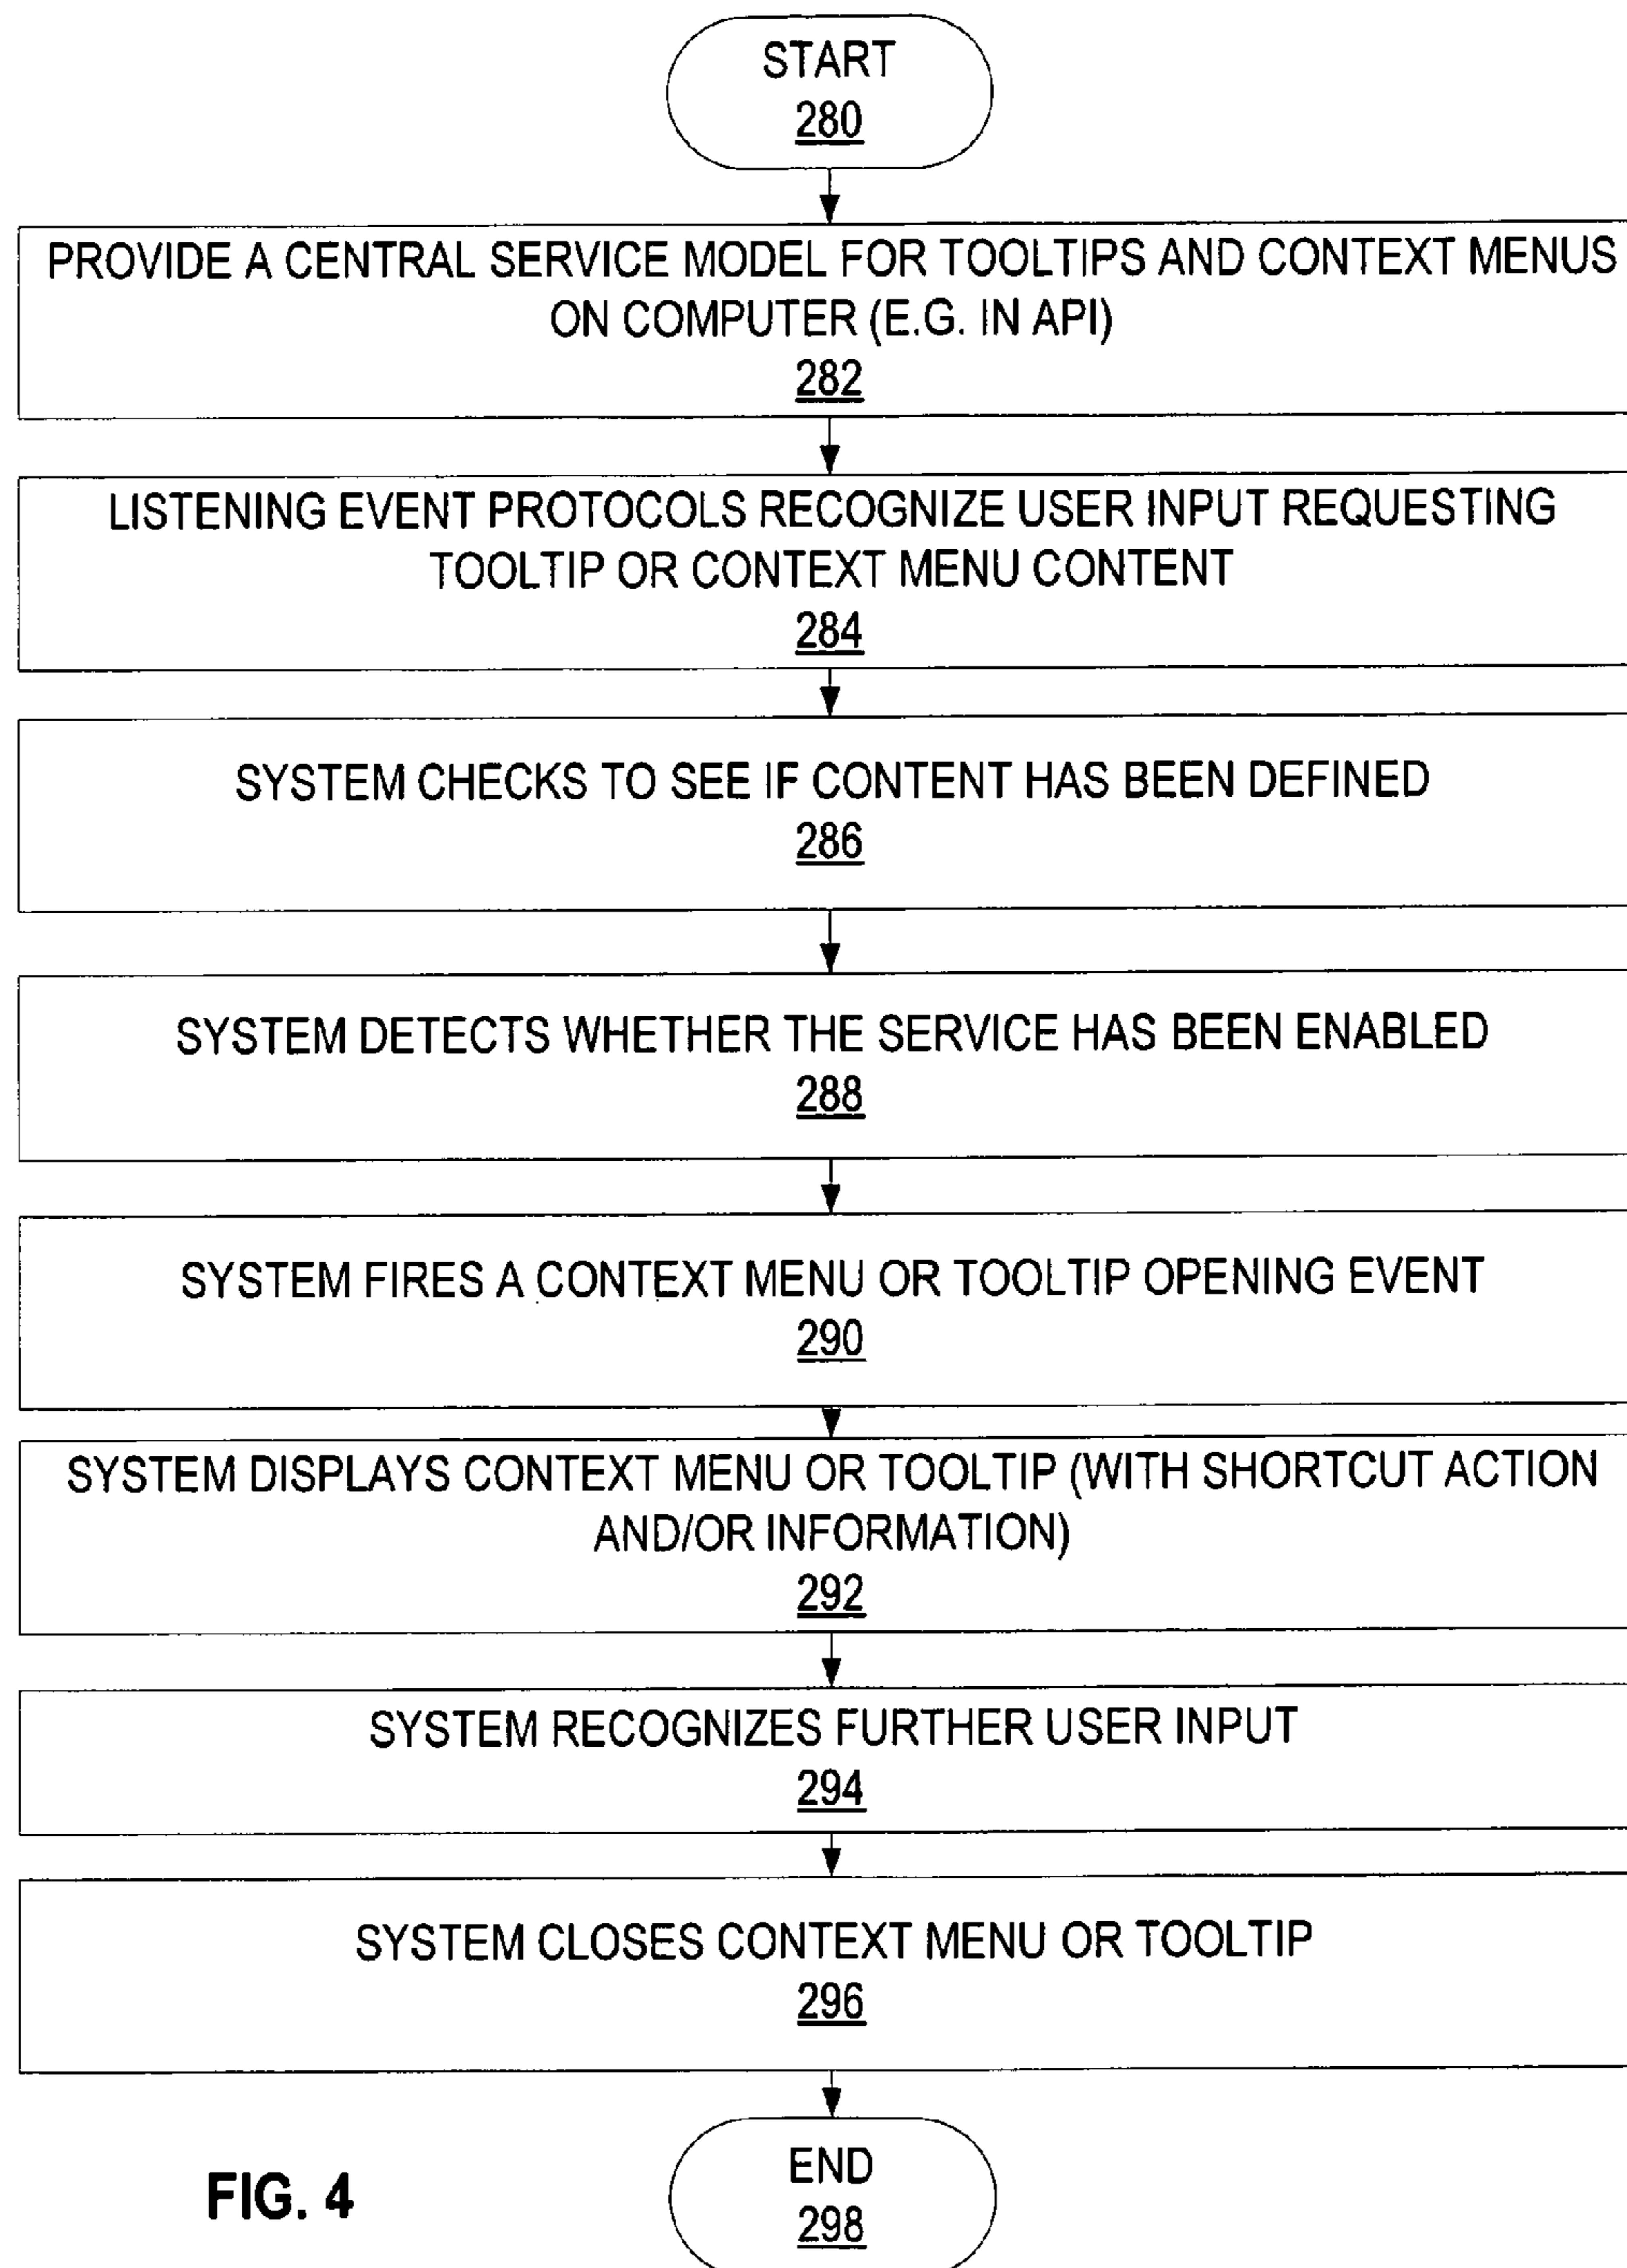 START
280
PROVIDE A CENTRAL SERVICE MODEL FOR TOOLTIPS AND CONTEXT MENUS
ON COMPUTER (E.G. IN API)
282
LISTENING EVENT PROTOCOLS RECOGNIZE USER INPUT REQUESTING
TOOLTIP OR CONTEXT MENU CONTENT
284
SYSTEM CHECKS TO SEE IF CONTENT HAS BEEN DEFINED
286
SYSTEM DETECTS WHETHER THE SERVICE HAS BEEN ENABLED
288
SYSTEM FIRES A CONTEXT MENU OR TOOLTIP OPENING EVENT
290
SYSTEM DISPLAYS CONTEXT MENU OR TOOLTIP (WITH SHORTCUT ACTION
AND/OR INFORMATION)
292
SYSTEM RECOGNIZES FURTHER USER INPUT
294
SYSTEM CLOSES CONTEXT MENU OR TOOLTIP
296
END
298
FIG. 4